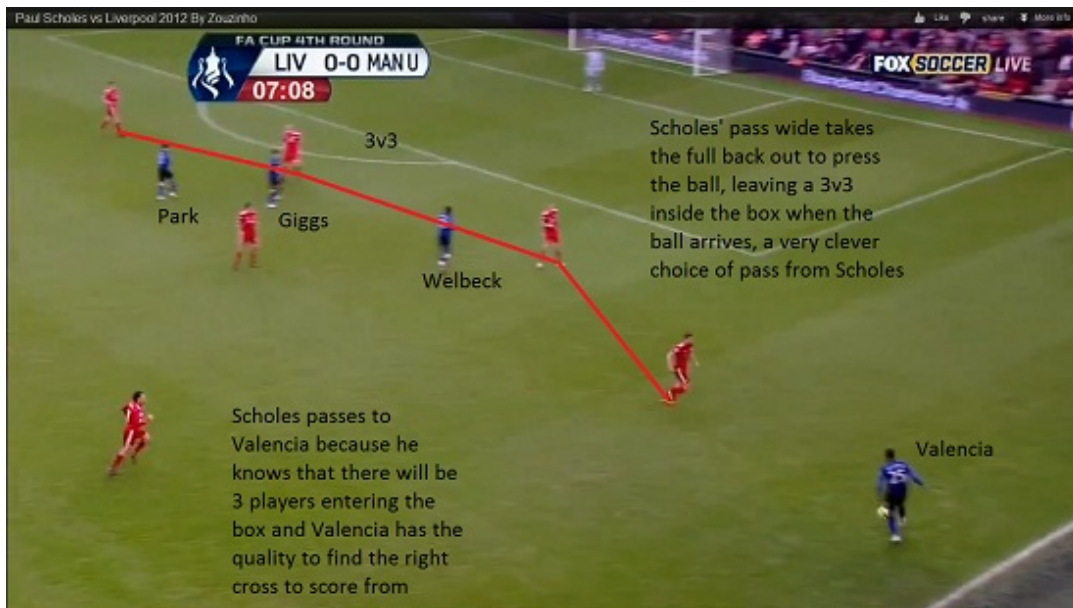 Paul Scholes vs Liverpool 2012 By Zouzinho
Like share More info
FA CUP 4TH ROUND
LIV 0-0 MAN U
07:08
FOX SOCCER LIVE
3v3
Scholes' pass wide takes
the full back out to press
the ball, leaving a 3v3
inside the box when the
ball arrives, a very clever
choice of pass from Scholes
Park
Giggs
Welbeck
Scholes passes to
Valencia because he
knows that there will be
3 players entering the
box and Valencia has the
quality to find the right
cross to score from
Valencia
25